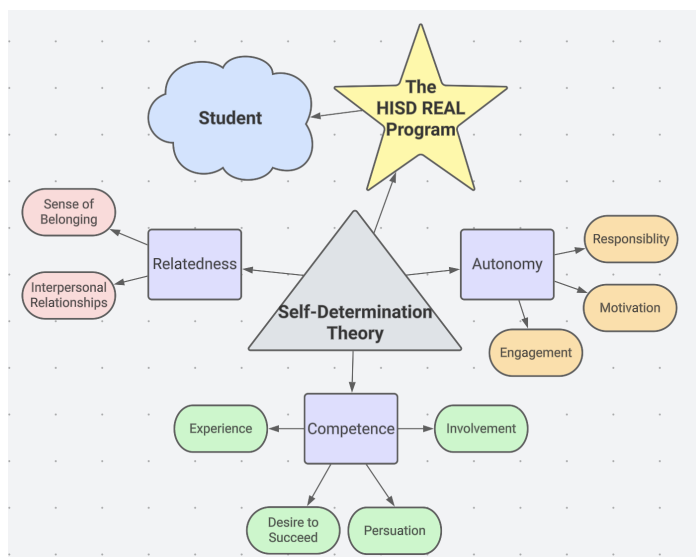 The
HISD REAL
Program
Student
Sense of
Belonging
Relatedness
Interpersonal
Relationships
Autonomy
Responsiblity
Motivation
Engagement
Self-Determination
Theory
Competence
Experience
Involvement
Desire to
Succeed
Persuation